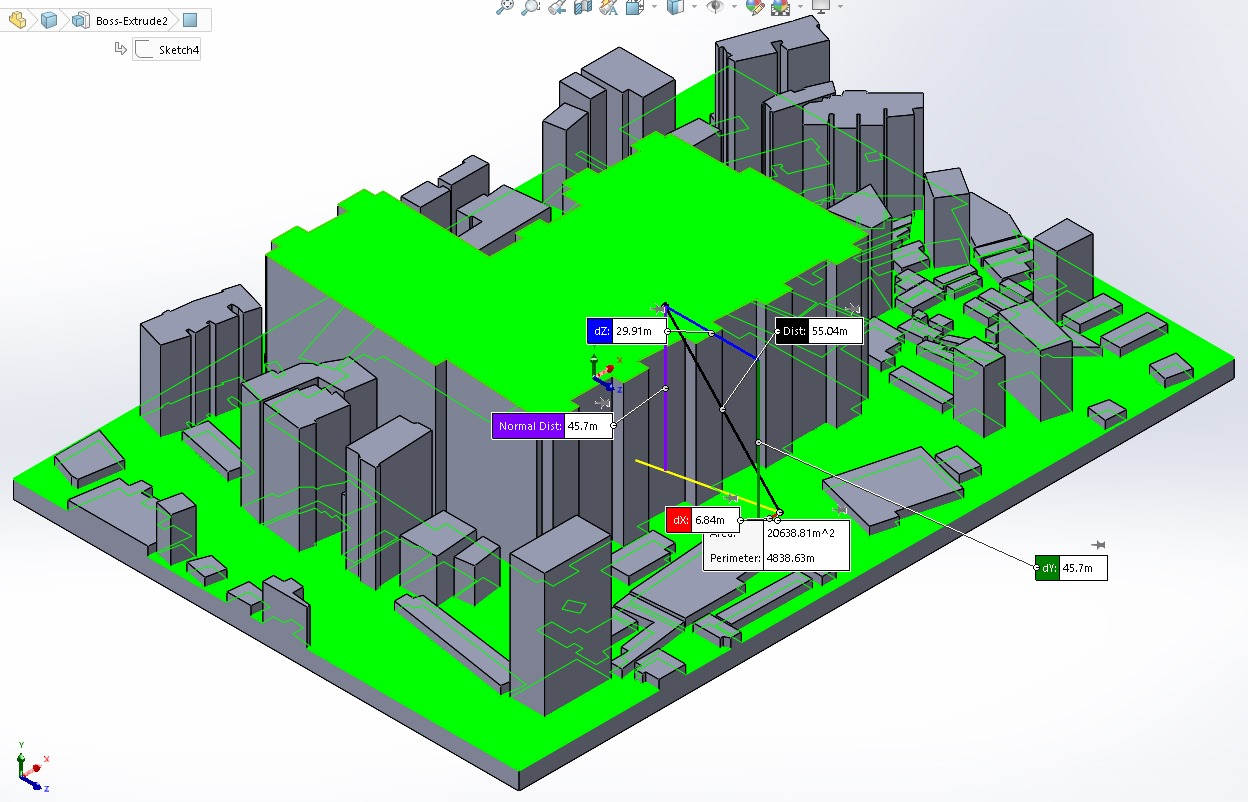 Boss-Extrude2
Sketch4
dZ: 29.91m
Dist: 55.04m
Normal Dist: 45.7m
dX: 6.84m
Area: 20638.81m^2
Perimeter: 4838.63m
dY: 45.7m
X
Z
Y
X
Z